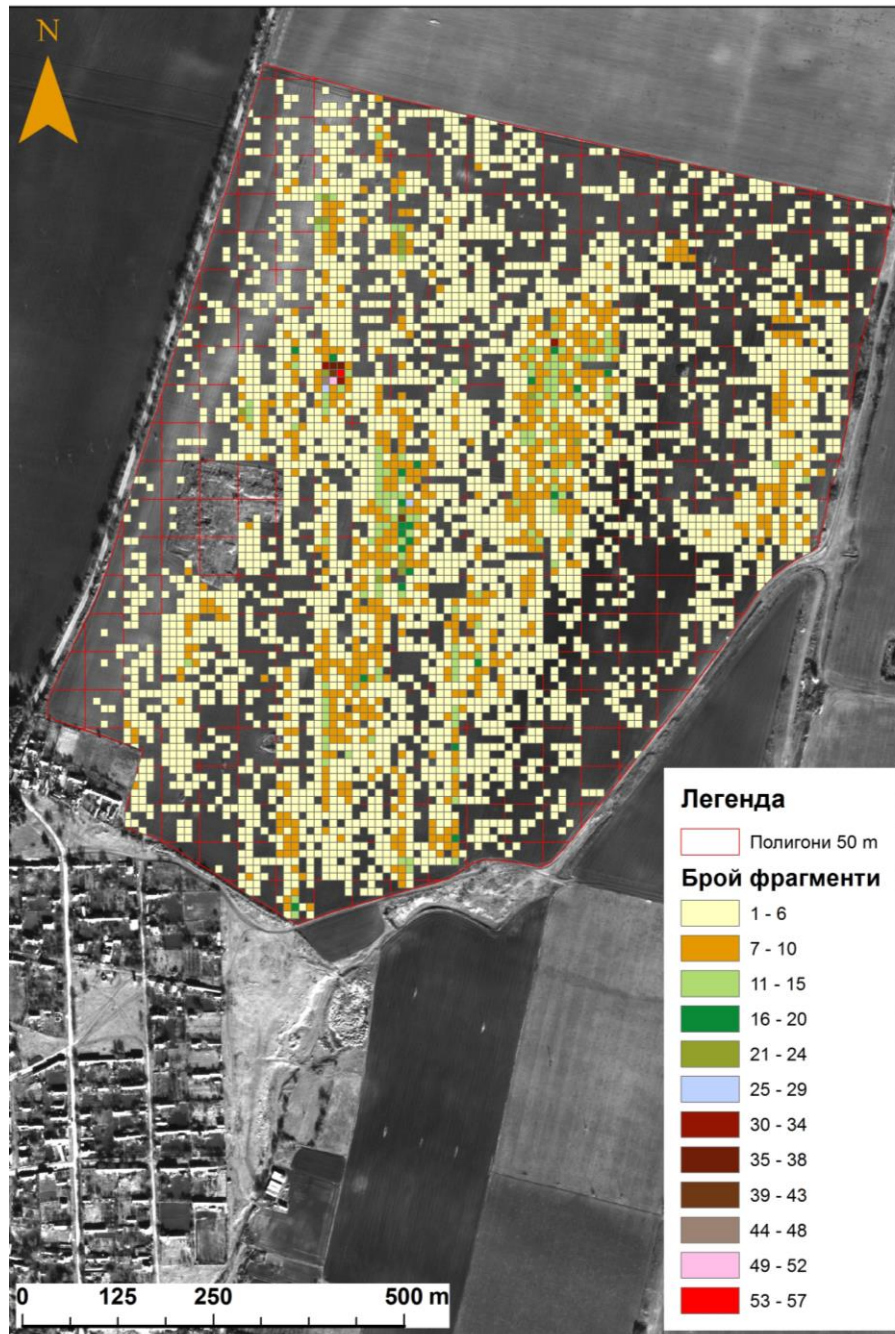 N
Легенда
Полигони 50 m
Брой фрагменти
1 - 6
7 - 10
11 - 15
16 - 20
21 - 24
25 - 29
30 - 34
35 - 38
39 - 43
44 - 48
49 - 52
53 - 57
0 125 250 500 m